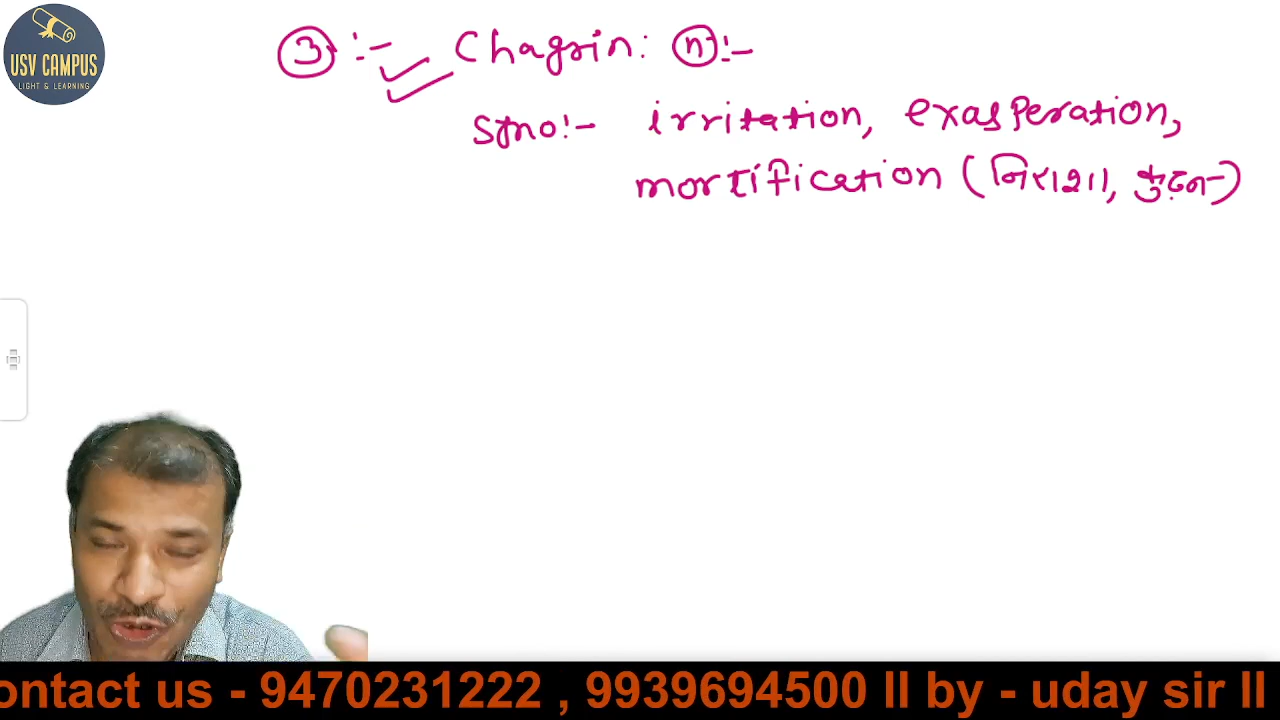 USV CAMPUS
LIGHT & LEARNING
3 :- Chagrin: n :-
Syno:- irritation, exasperation,
mortification (निराशा, कुढ़न)
ontact us - 9470231222 , 9939694500 ll by - uday sir ll